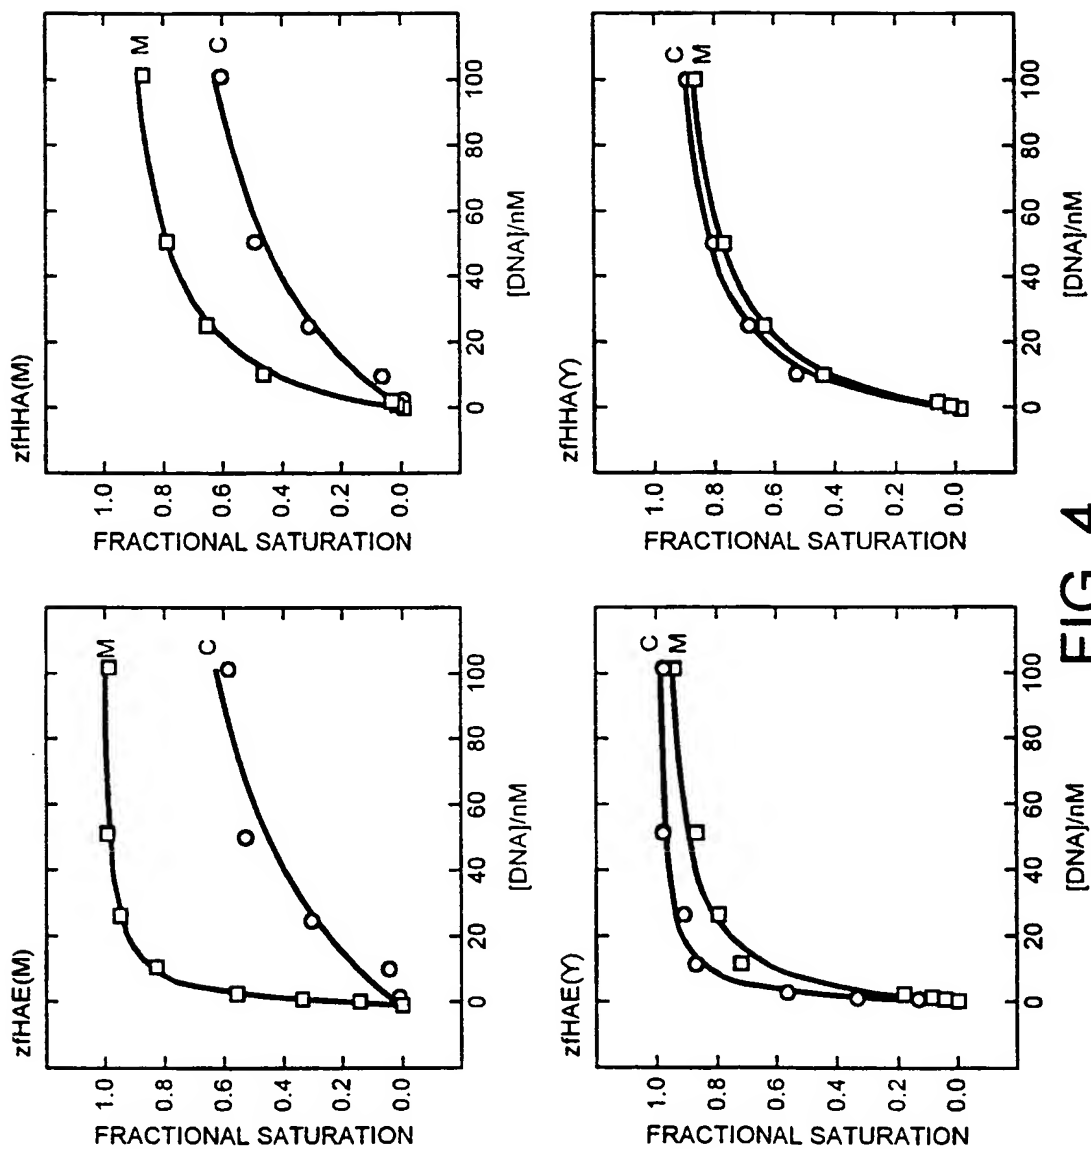 zfHAE(M)
FRACTIONAL SATURATION
1.0
0.8
0.6
0.4
0.2
0.0
M
C
0 20 40 60 80 100
[DNA]/nM
zfHHA(M)
FRACTIONAL SATURATION
1.0
0.8
0.6
0.4
0.2
0.0
M
C
0 20 40 60 80 100
[DNA]/nM
zfHAE(Y)
FRACTIONAL SATURATION
1.0
0.8
0.6
0.4
0.2
0.0
C
M
0 20 40 60 80 100
[DNA]/nM
zfHHA(Y)
FRACTIONAL SATURATION
1.0
0.8
0.6
0.4
0.2
0.0
C
M
0 20 40 60 80 100
[DNA]/nM
FIG. 4